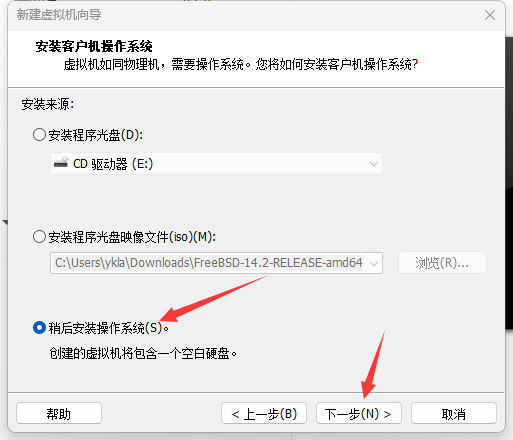 新建虚拟机向导
安装客户机操作系统
虚拟机如同物理机，需要操作系统。您将如何安装客户机操作系统?
安装来源:
安装程序光盘(D):
CD 驱动器 (E:)
安装程序光盘映像文件(iso)(M):
C:\Users\ykla\Downloads\FreeBSD-14.2-RELEASE-amd64
浏览(R)...
稍后安装操作系统(S)。
创建的虚拟机将包含一个空白硬盘。
帮助
< 上一步(B)
下一步(N) >
取消